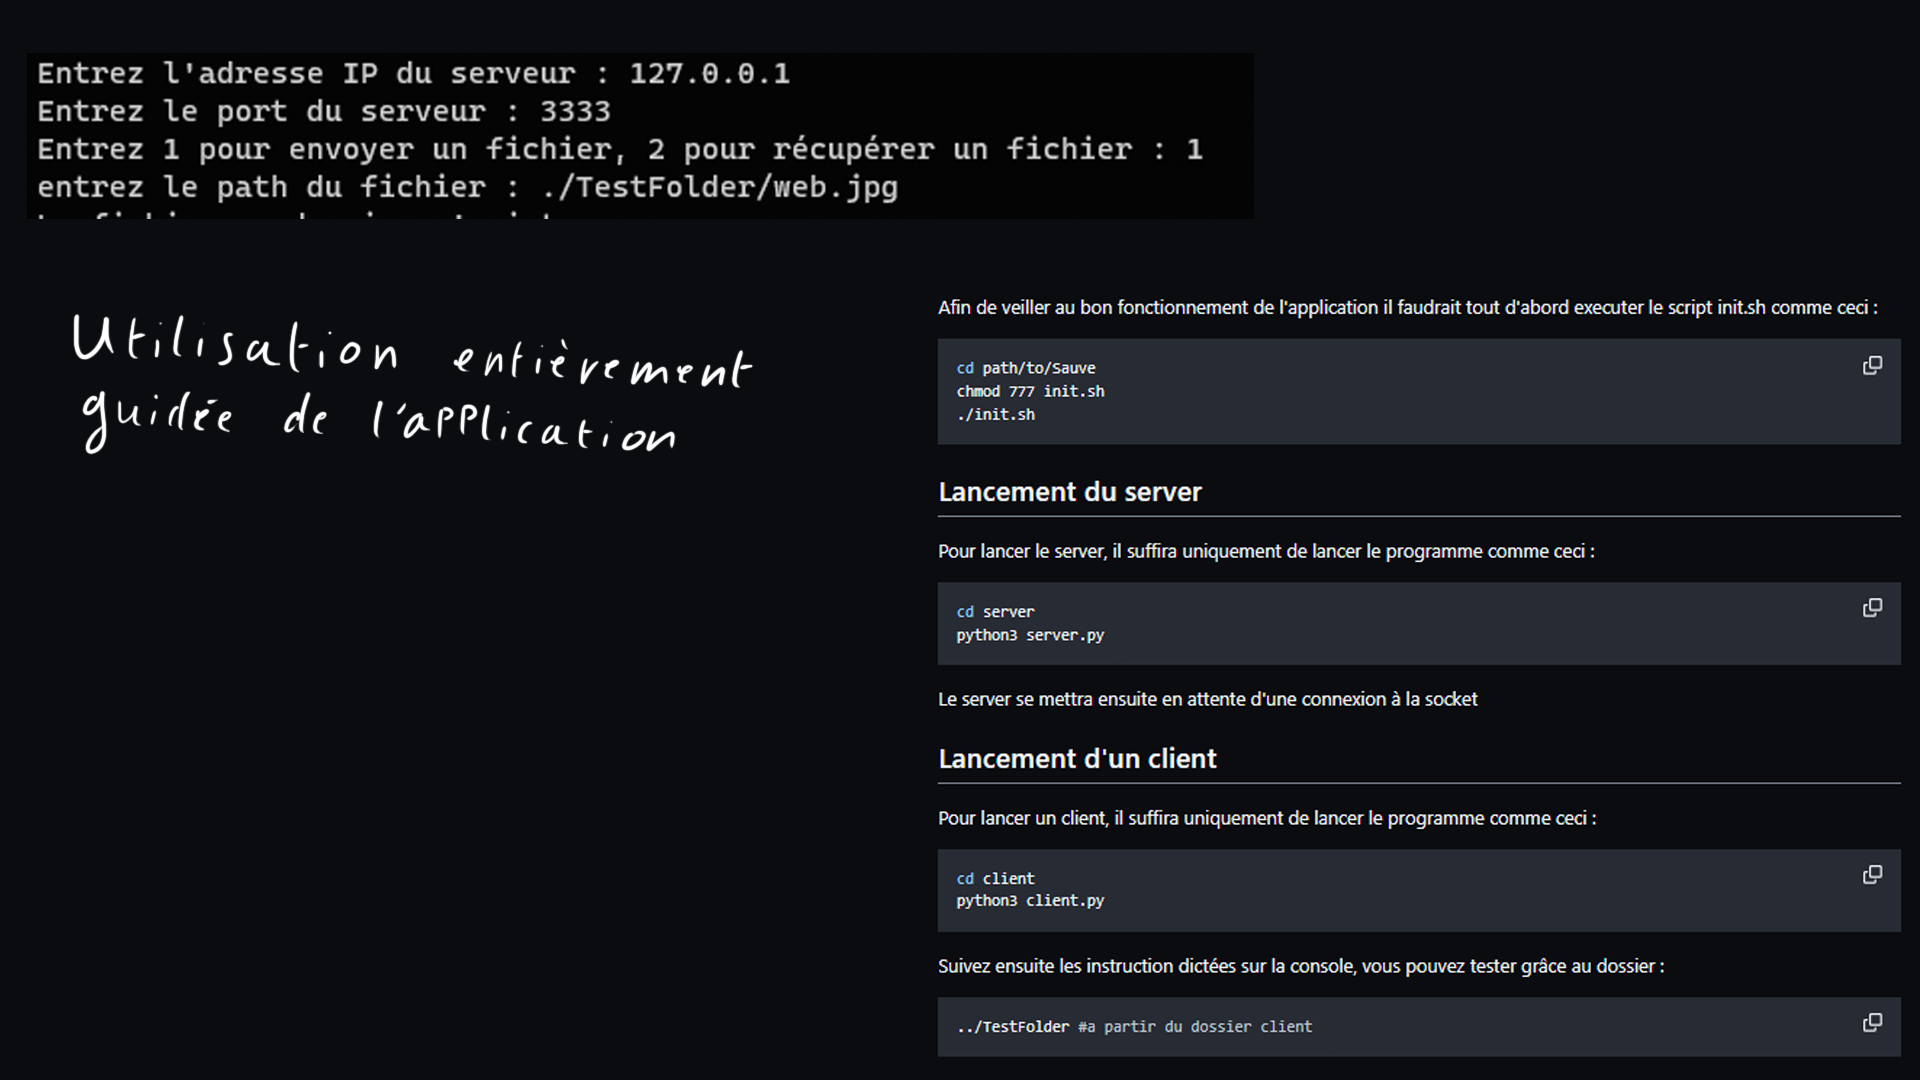 Entrez l'adresse IP du serveur : 127.0.0.1
Entrez le port du serveur : 3333
Entrez 1 pour envoyer un fichier, 2 pour récupérer un fichier : 1
entrez le path du fichier : ./TestFolder/web.jpg
Utilisation entièrement
guidée de l'application
Afin de veiller au bon fonctionnement de l'application il faudrait tout d'abord executer le script init.sh comme ceci :
cd path/to/Sauve
chmod 777 init.sh
./init.sh
Lancement du server
Pour lancer le server, il suffira uniquement de lancer le programme comme ceci :
cd server
python3 server.py
Le server se mettra ensuite en attente d'une connexion à la socket
Lancement d'un client
Pour lancer un client, il suffira uniquement de lancer le programme comme ceci :
cd client
python3 client.py
Suivez ensuite les instruction dictées sur la console, vous pouvez tester grâce au dossier :
../TestFolder #a partir du dossier client